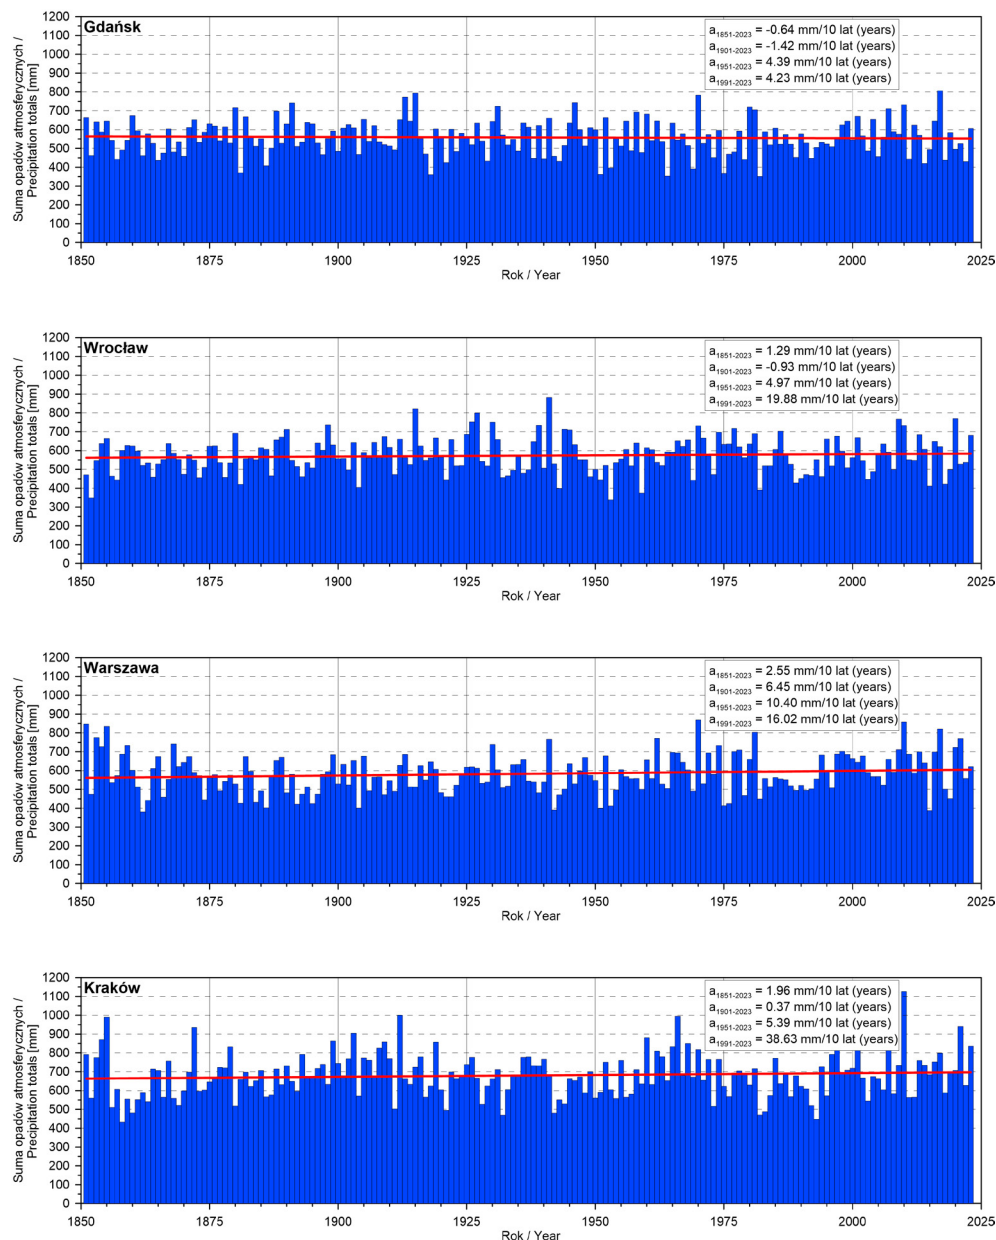 Gdańsk
a1851-2023 = -0.64 mm/10 lat (years)
a1901-2023 = -1.42 mm/10 lat (years)
a1951-2023 = 4.39 mm/10 lat (years)
a1991-2023 = 4.23 mm/10 lat (years)
Suma opadów atmosferycznych /
Precipitation totals [mm]
1200
1100
1000
900
800
700
600
500
400
300
200
100
0
1850 1875 1900 1925 1950 1975 2000 2025
Rok / Year
Wrocław
a1851-2023 = 1.29 mm/10 lat (years)
a1901-2023 = -0.93 mm/10 lat (years)
a1951-2023 = 4.97 mm/10 lat (years)
a1991-2023 = 19.88 mm/10 lat (years)
Suma opadów atmosferycznych /
Precipitation totals [mm]
1200
1100
1000
900
800
700
600
500
400
300
200
100
0
1850 1875 1900 1925 1950 1975 2000 2025
Rok / Year
Warszawa
a1851-2023 = 2.55 mm/10 lat (years)
a1901-2023 = 6.45 mm/10 lat (years)
a1951-2023 = 10.40 mm/10 lat (years)
a1991-2023 = 16.02 mm/10 lat (years)
Suma opadów atmosferycznych /
Precipitation totals [mm]
1200
1100
1000
900
800
700
600
500
400
300
200
100
0
1850 1875 1900 1925 1950 1975 2000 2025
Rok / Year
Kraków
a1851-2023 = 1.96 mm/10 lat (years)
a1901-2023 = 0.37 mm/10 lat (years)
a1951-2023 = 5.39 mm/10 lat (years)
a1991-2023 = 38.63 mm/10 lat (years)
Suma opadów atmosferycznych /
Precipitation totals [mm]
1200
1100
1000
900
800
700
600
500
400
300
200
100
0
1850 1875 1900 1925 1950 1975 2000 2025
Rok / Year